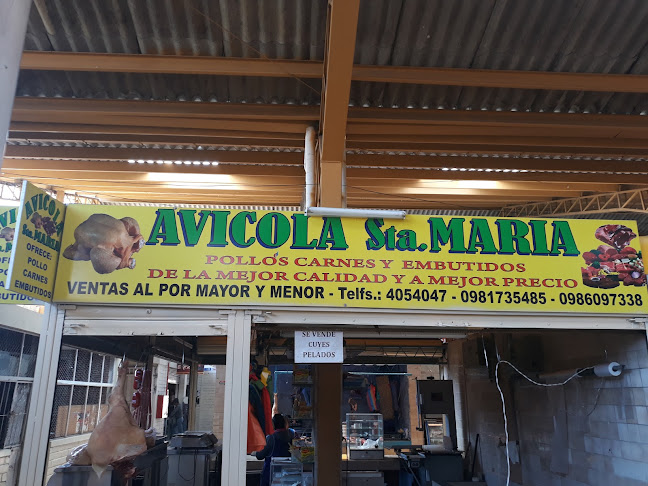 AVICOLA Sta. MARIA
POLLO'S CARNES Y EMBUTIDOS
DE LA MEJOR CALIDAD Y A MEJOR PRECIO
VENTAS AL POR MAYOR Y MENOR - Telfs.: 4054047 - 0981735485 - 0986097338
AVICOLA
Sta. MARIA
OFRECE:
POLLO
CARNES
EMBUTIDOS
SE VENDE
CUYES
PELADOS